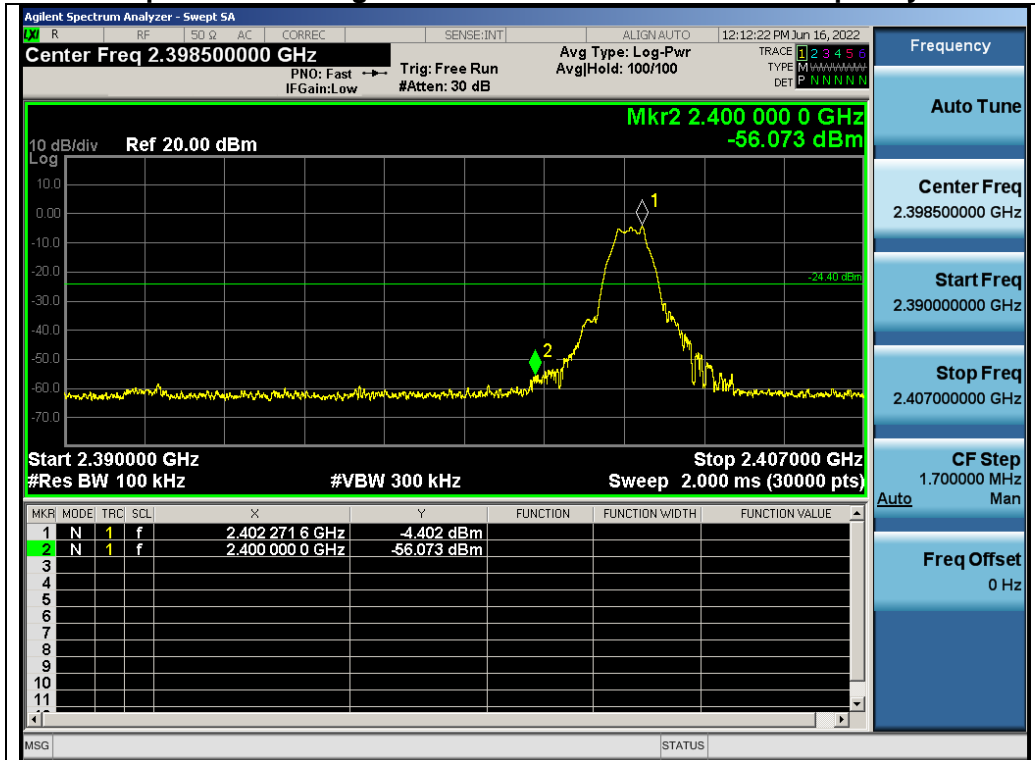 Agilent Spectrum Analyzer - Swept SA
LXI R RF 50 Ω AC CORREC SENSE:INT ALIGN AUTO 12:12:22 PM Jun 16, 2022
Center Freq 2.398500000 GHz
PNO: Fast
IFGain:Low
Trig: Free Run
#Atten: 30 dB
Avg Type: Log-Pwr
Avg|Hold: 100/100
TRACE 1 2 3 4 5 6
TYPE M WWWWW
DET P N N N N N
Mkr2 2.400 000 0 GHz
-56.073 dBm
10 dB/div Ref 20.00 dBm
Log
10.0
0.00
-10.0
-20.0
-30.0
-40.0
-50.0
-60.0
-70.0
1
-24.40 dBm
2
Start 2.390000 GHz Stop 2.407000 GHz
#Res BW 100 kHz #VBW 300 kHz Sweep 2.000 ms (30000 pts)
MKR MODE TRC SCL X Y FUNCTION FUNCTION WIDTH FUNCTION VALUE
1 N 1 f 2.402 271 6 GHz -4.402 dBm
2 N 1 f 2.400 000 0 GHz -56.073 dBm
3
4
5
6
7
8
9
10
11
MSG STATUS
Frequency
Auto Tune
Center Freq
2.398500000 GHz
Start Freq
2.390000000 GHz
Stop Freq
2.407000000 GHz
CF Step
1.700000 MHz
Auto Man
Freq Offset
0 Hz